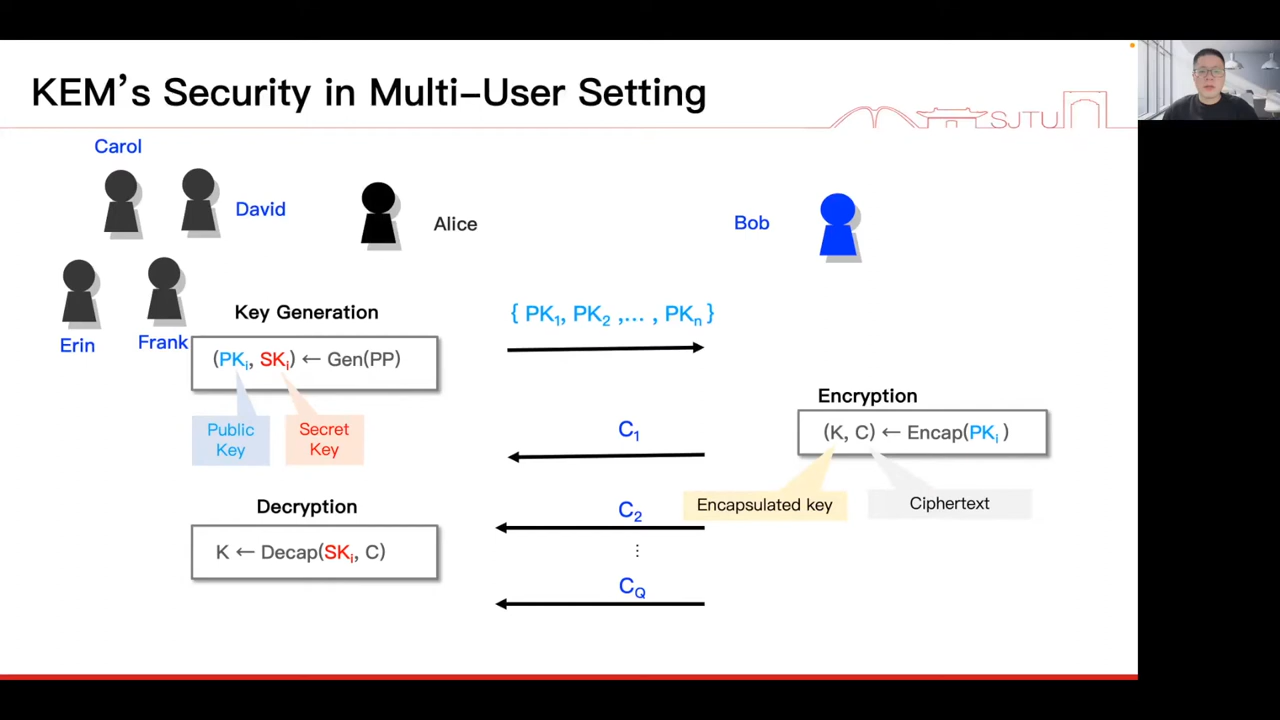 KEM's Security in Multi-User Setting
SJTU
Carol
David
Alice
Bob
Erin
Frank
Key Generation
{ PK1, PK2 ,... , PKn }
(PKi, SKi) ← Gen(PP)
Public
Key
Secret
Key
Encryption
(K, C) ← Encap(PKi )
C1
Encapsulated key
Ciphertext
Decryption
K ← Decap(SKi, C)
C2
⋮
CQ